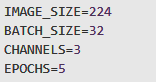 IMAGE_SIZE=224
BATCH_SIZE=32
CHANNELS=3
EPOCHS=5